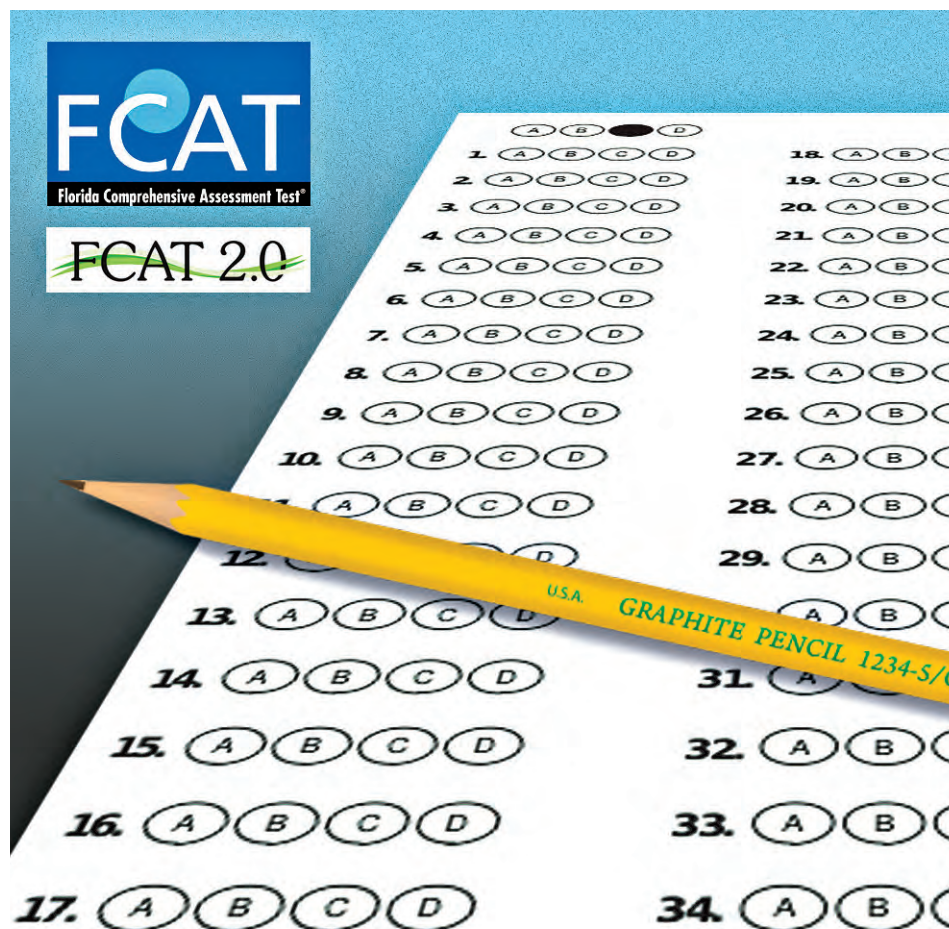 FCAT
Florida Comprehensive Assessment Test®
FCAT 2.0
A B D
1. A B C D
2. A B C D
3. A B C D
4. A B C D
5. A B C D
6. A B C D
7. A B C D
8. A B C D
9. A B C D
10. A B C D
A B C D
12. D
13. A B C D
14. A B C D
15. A B C D
16. A B C D
17. A B C D
18. A B
19. A B
20. A B
21. A B
22. A B
23. A B
24. A B
25. A B
26. A B
27. A B
28. A B
29. A B
A B
31. A
32. A B
33. A B
34. A B
U.S.A. GRAPHITE PENCIL 1234-5/